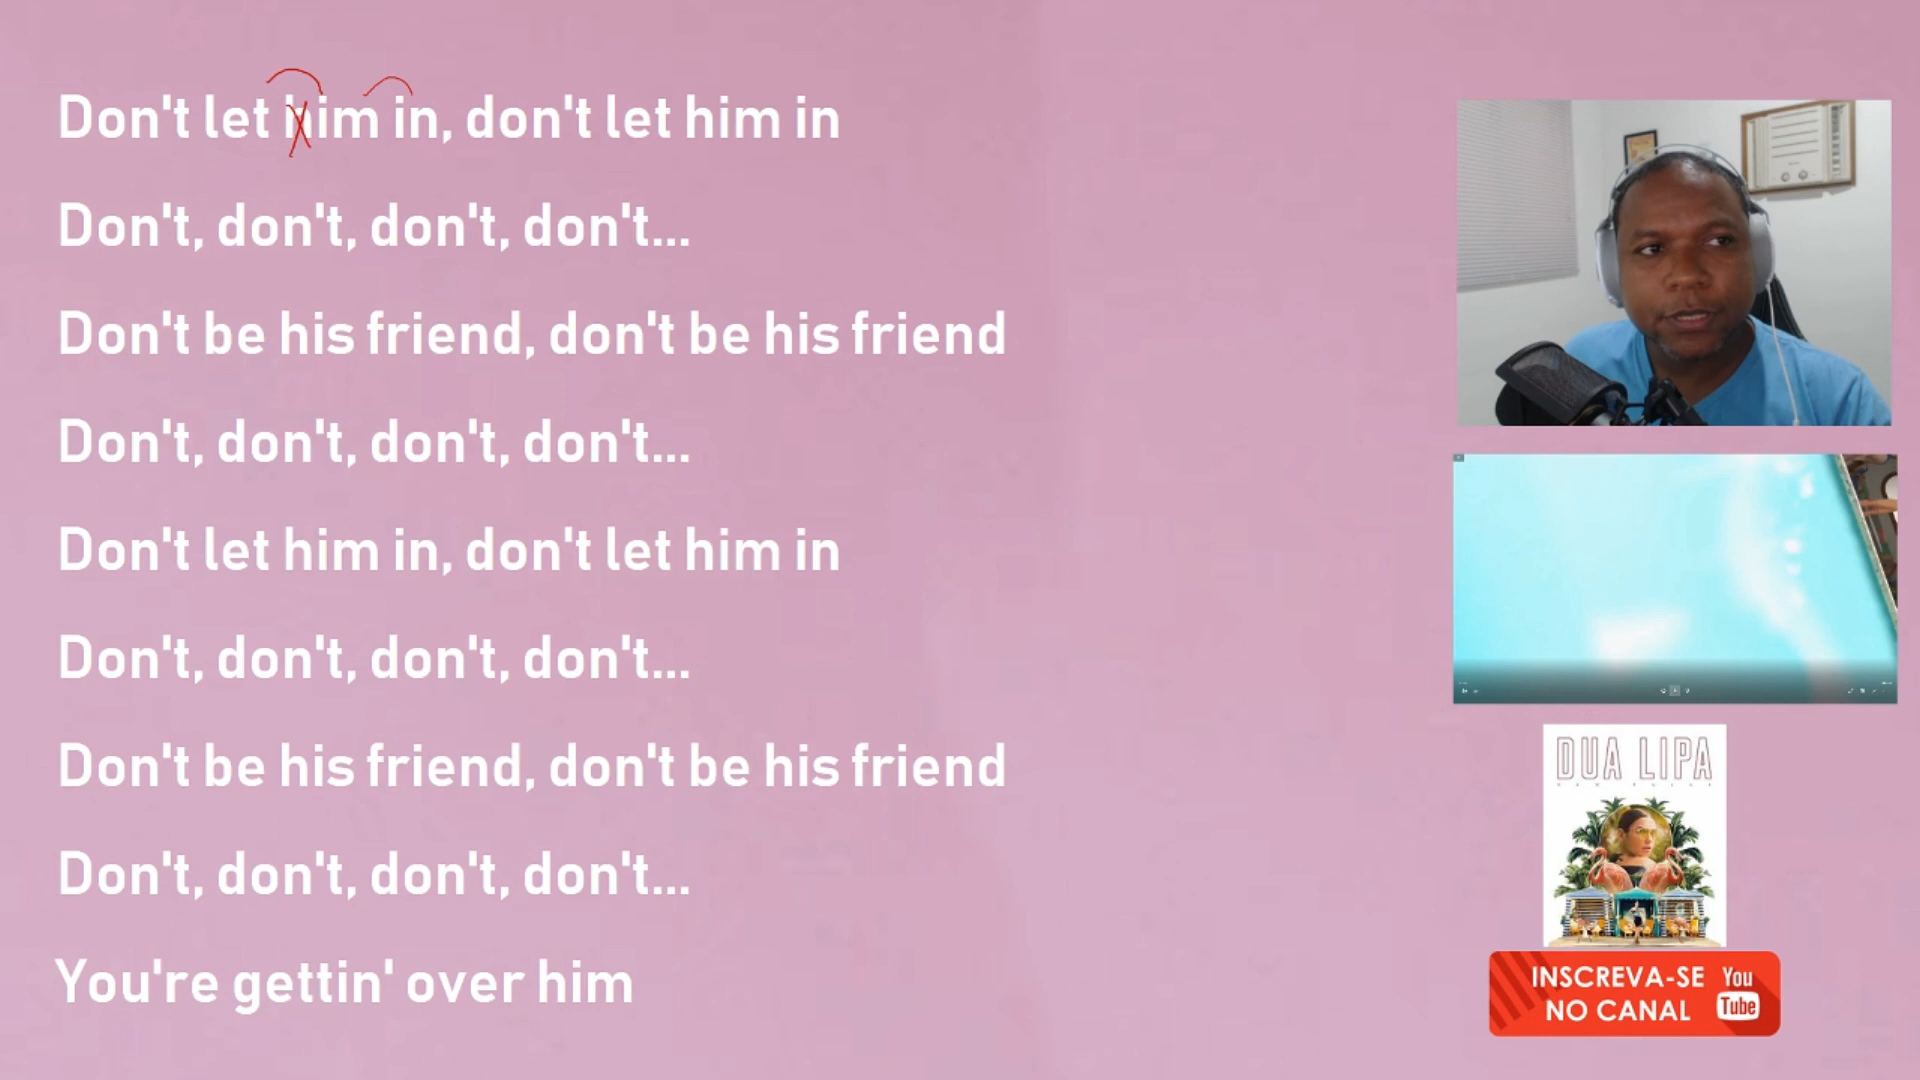 Don't let him in, don't let him in
Don't, don't, don't, don't...
Don't be his friend, don't be his friend
Don't, don't, don't, don't...
Don't let him in, don't let him in
Don't, don't, don't, don't...
Don't be his friend, don't be his friend
Don't, don't, don't, don't...
You're gettin' over him
DUA LIPA
INSCREVA-SE
NO CANAL
You
Tube